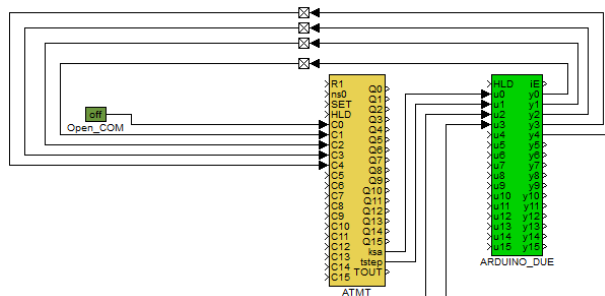 off
Open_COM
R1
ns0
SET
HLD
C0
C1
C2
C3
C4
C5
C6
C7
C8
C9
C10
C11
C12
C13
C14
C15
Q0
Q1
Q2
Q3
Q4
Q5
Q6
Q7
Q8
Q9
Q10
Q11
Q12
Q13
Q14
Q15
ksa
tstep
TOUT
ATMT
HLD
u0
u1
u2
u3
u4
u5
u6
u7
u8
u9
u10
u11
u12
u13
u14
u15
iE
y0
y1
y2
y3
y4
y5
y6
y7
y8
y9
y10
y11
y12
y13
y14
y15
ARDUINO_DUE